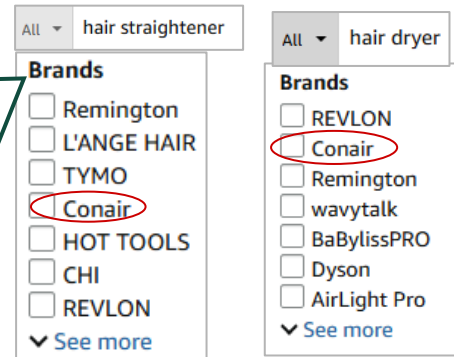 All hair straightener
Brands
Remington
L'ANGE HAIR
TYMO
Conair
HOT TOOLS
CHI
REVLON
See more
All hair dryer
Brands
REVLON
Conair
Remington
wavytalk
BaBylissPRO
Dyson
AirLight Pro
See more